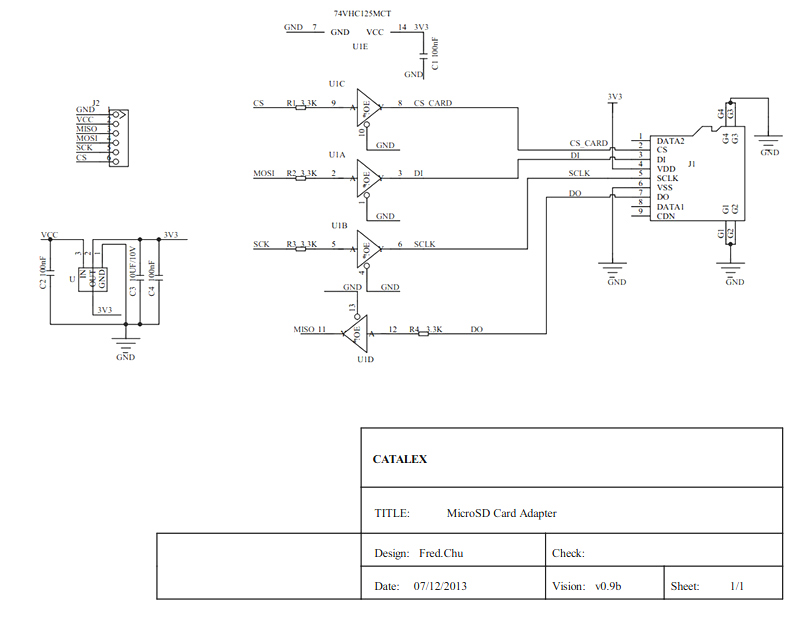 74VHC125MCT
GND 7 GND VCC 14 3V3
U1E
C1 100nF
GND
U1C
CS R1 3.3K 9 A OE Y 8 CS_CARD
10
GND
U1A
MOSI R2 3.3K 2 A OE Y 3 DI
1
GND
U1B
SCK R3 3.3K 5 A OE Y 6 SCLK
4
GND GND
13
MISO 11 Y OE A 12 R4 3.3K DO
U1D
J2
GND 1
VCC 2
MISO 3
MOSI 4
SCK 5
CS 6
VCC 3V3
3 2 1
C2 100nF U IN OUT GND C3 10UF/10V C4 100nF
3V3
GND
3V3
G4 G3
G4 G3
GND
1 DATA2
CS_CARD 2 CS
DI 3 DI
4 VDD J1
SCLK 5 SCLK
6 VSS
DO 7 DO
8 DATA1
9 CDN
G1 G2
G1 G2
GND GND
CATALEX
TITLE: MicroSD Card Adapter
Design: Fred.Chu Check:
Date: 07/12/2013 Vision: v0.9b Sheet: 1/1